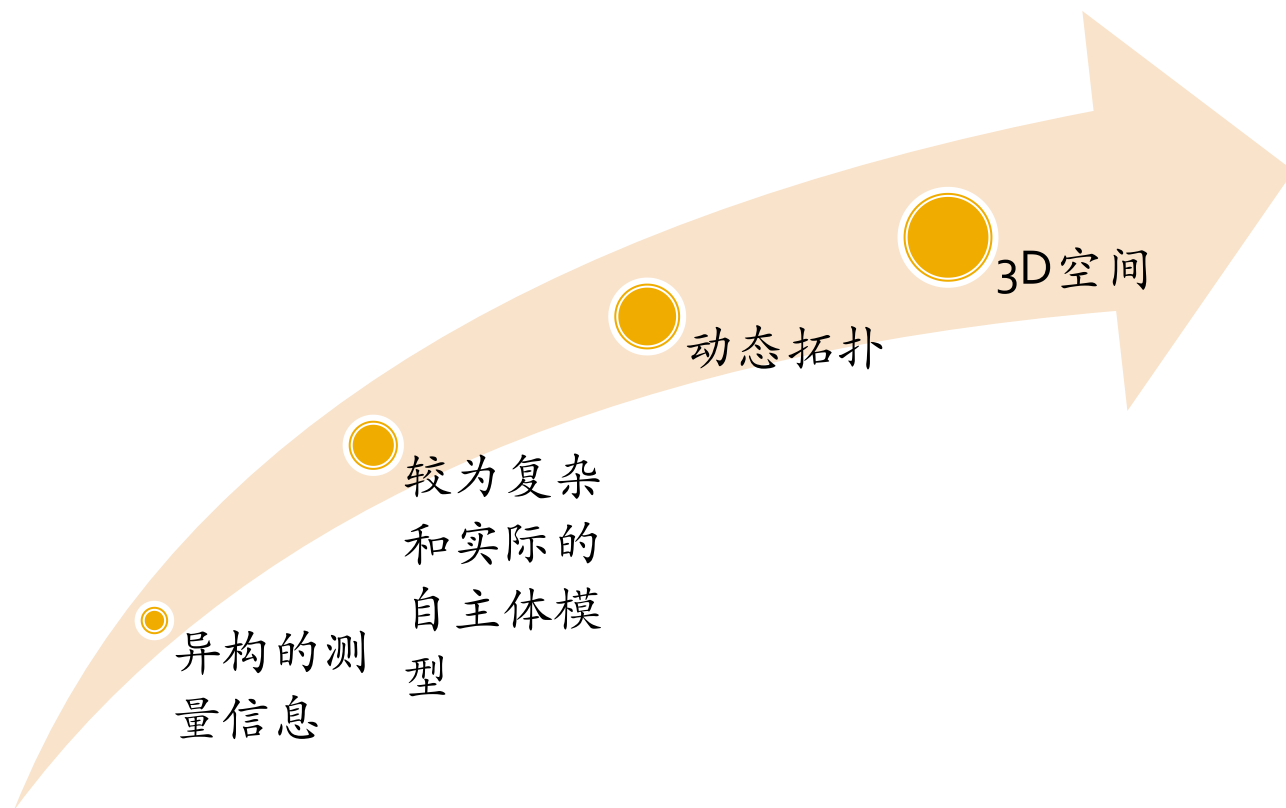 异构的测
量信息
较为复杂
和实际的
自主体模
型
动态拓扑
3D空间